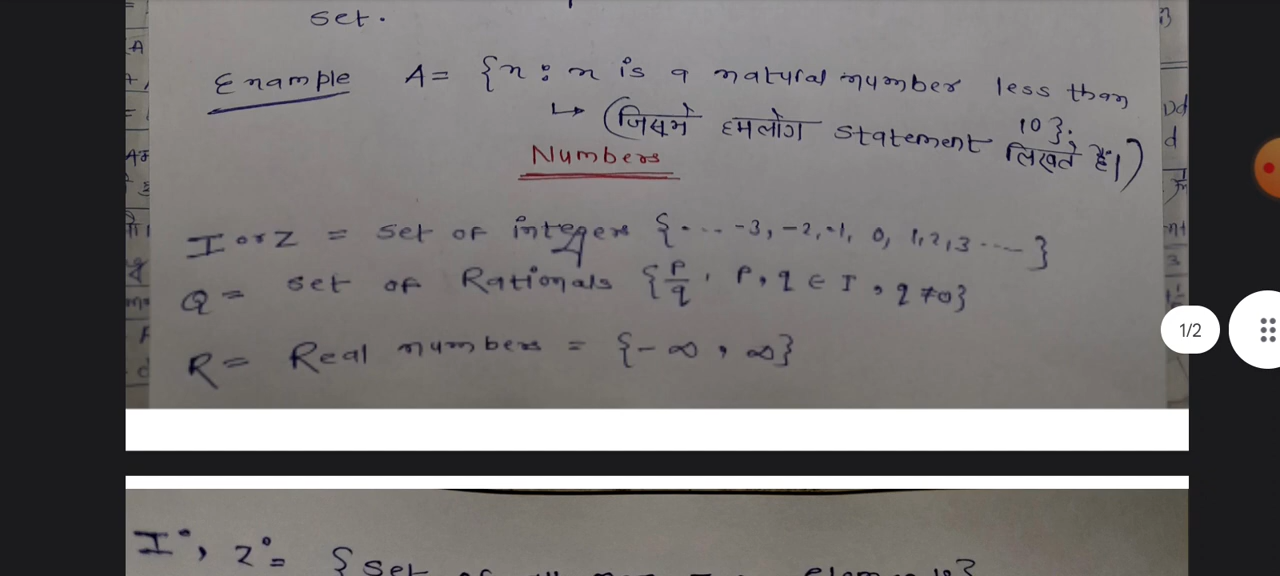 set.
Example A = {n : n is a natural number less than 10};
↳ (जिसमे हमलोग statement लिखते हैं।)
Numbers
I or Z = set of integers {.... -3, -2, -1, 0, 1, 2, 3 .....}
Q = set of Rationals {p/q, p, q ∈ I, q ≠ 0}
R = Real numbers = {-∞, ∞}
1/2
I°, Z° = {Set of